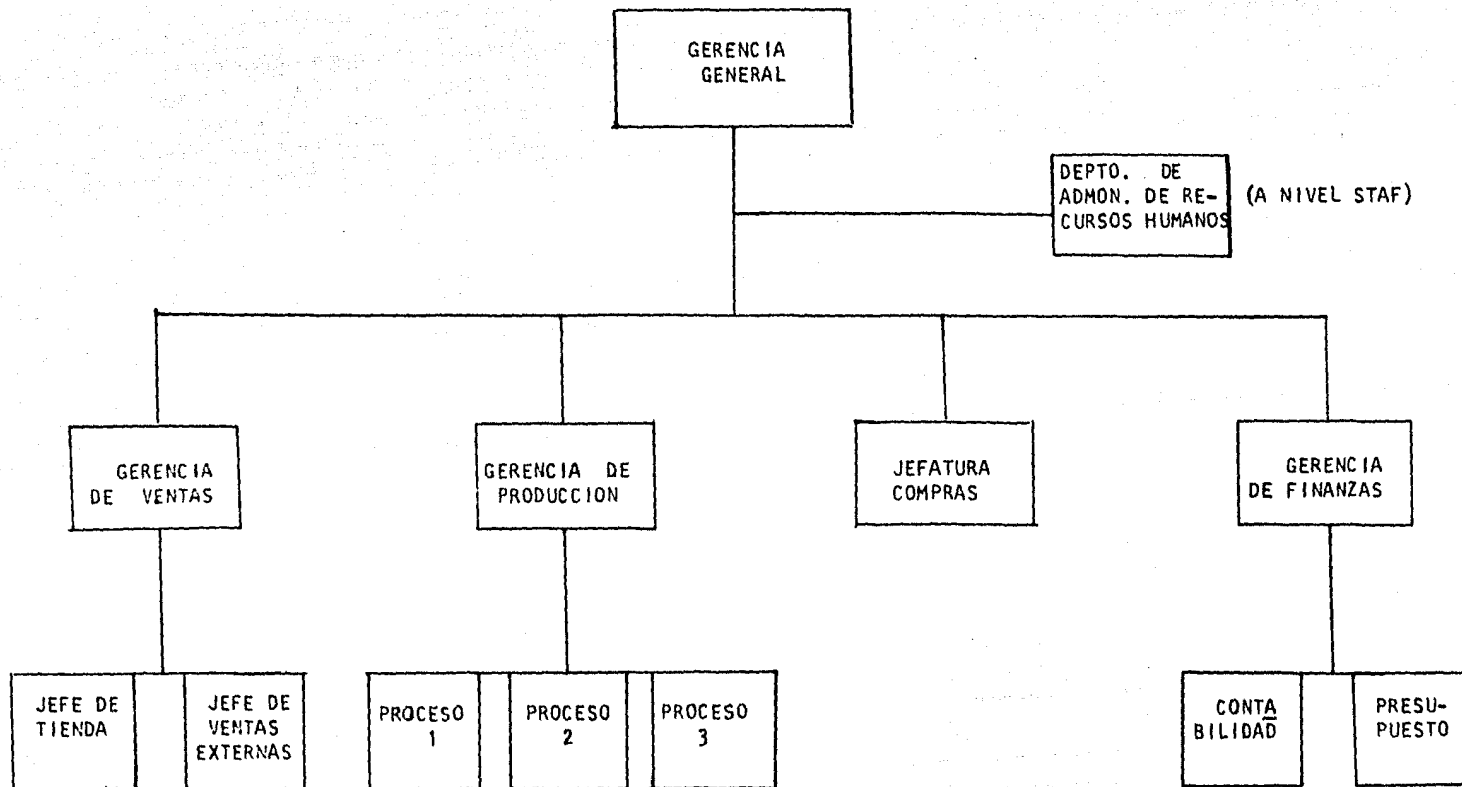 GERENCIA
GENERAL
DEPTO. DE
ADMON. DE RE-
CURSOS HUMANOS
(A NIVEL STAF)
GERENCIA
DE VENTAS
GERENCIA DE
PRODUCCION
JEFATURA
COMPRAS
GERENCIA
DE FINANZAS
JEFE DE
TIENDA
JEFE DE
VENTAS
EXTERNAS
PROCESO
1
PROCESO
2
PROCESO
3
CONTA
BILIDAD
PRESU-
PUESTO